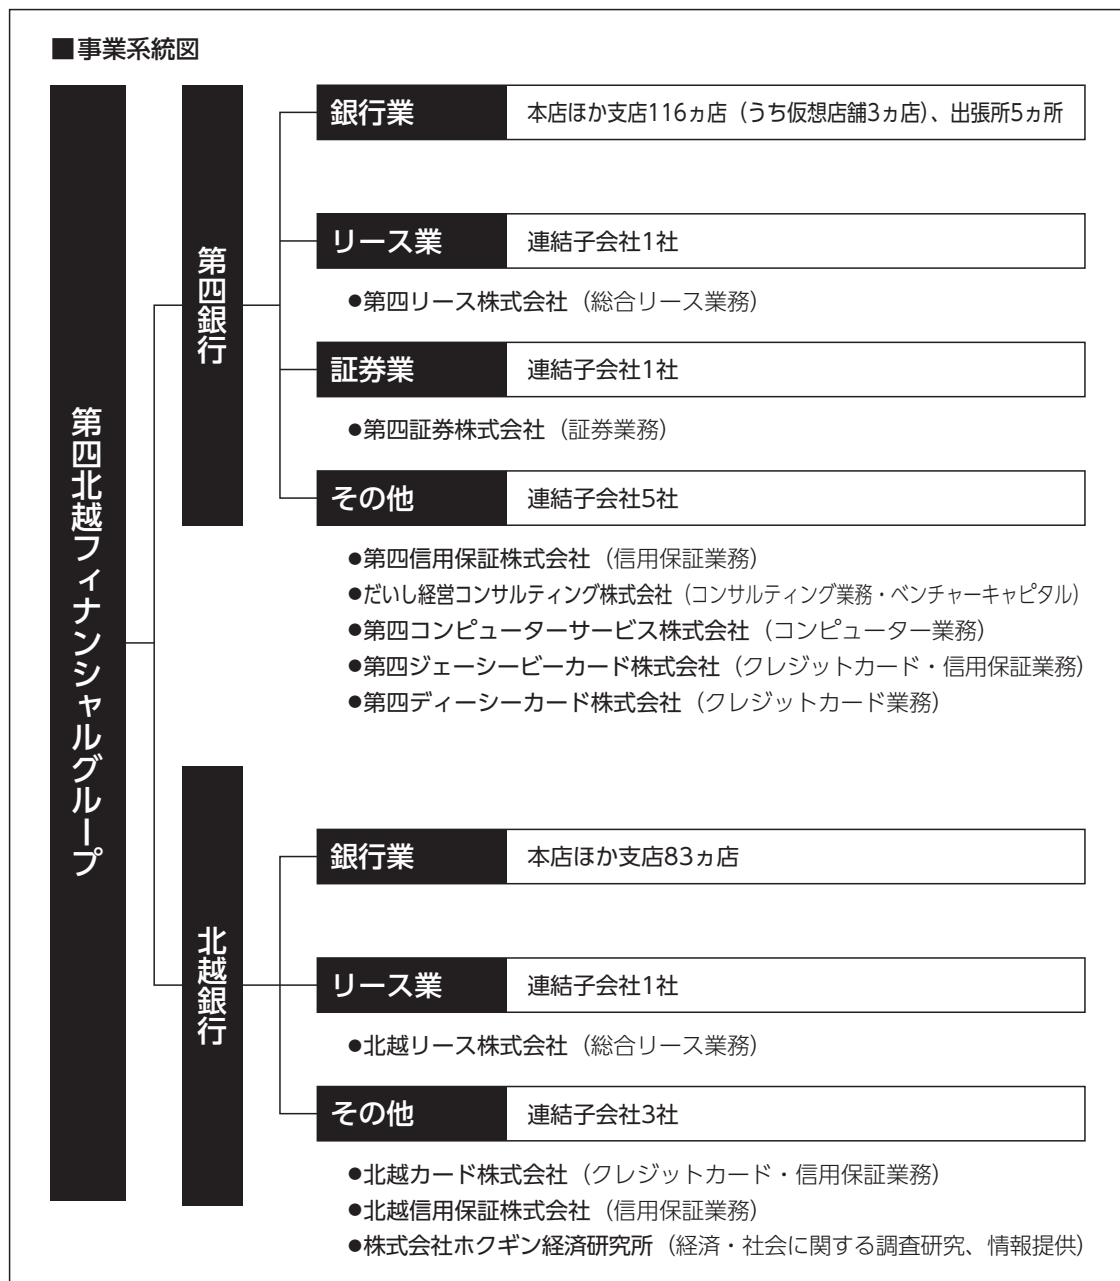 ■事業系統図
第四北越フィナンシャルグループ
第四銀行
銀行業
本店ほか支店116ヵ店（うち仮想店舗3ヵ店）、出張所5ヵ所
リース業
連結子会社1社
●第四リース株式会社（総合リース業務）
証券業
連結子会社1社
●第四証券株式会社（証券業務）
その他
連結子会社5社
●第四信用保証株式会社（信用保証業務）
●だいし経営コンサルティング株式会社（コンサルティング業務・ベンチャーキャピタル）
●第四コンピューターサービス株式会社（コンピューター業務）
●第四ジェーシービーカード株式会社（クレジットカード・信用保証業務）
●第四ディーシーカード株式会社（クレジットカード業務）
北越銀行
銀行業
本店ほか支店83ヵ店
リース業
連結子会社1社
●北越リース株式会社（総合リース業務）
その他
連結子会社3社
●北越カード株式会社（クレジットカード・信用保証業務）
●北越信用保証株式会社（信用保証業務）
●株式会社ホクギン経済研究所（経済・社会に関する調査研究、情報提供）